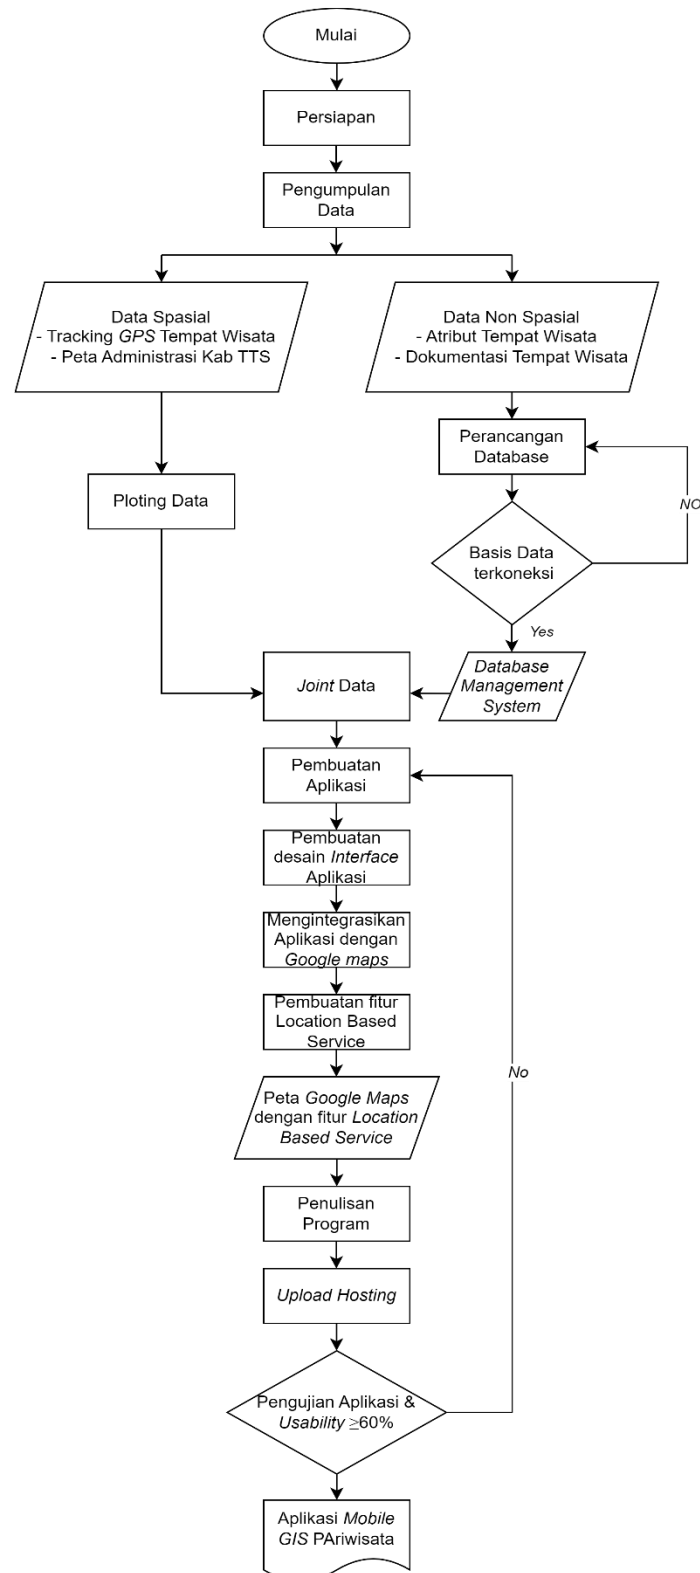 Mulai
Persiapan
Pengumpulan
Data
Data Spasial
- Tracking GPS Tempat Wisata
- Peta Administrasi Kab TTS
Data Non Spasial
- Atribut Tempat Wisata
- Dokumentasi Tempat Wisata
Perancangan
Database
NO
Ploting Data
Basis Data
terkoneksi
Yes
Database
Management
System
Joint Data
Pembuatan
Aplikasi
Pembuatan
desain Interface
Aplikasi
Mengintegrasikan
Aplikasi dengan
Google maps
Pembuatan fitur
Location Based
Service
No
Peta Google Maps
dengan fitur Location
Based Service
Penulisan
Program
Upload Hosting
Pengujian Aplikasi &
Usability ≥60%
Aplikasi Mobile
GIS PAriwisata